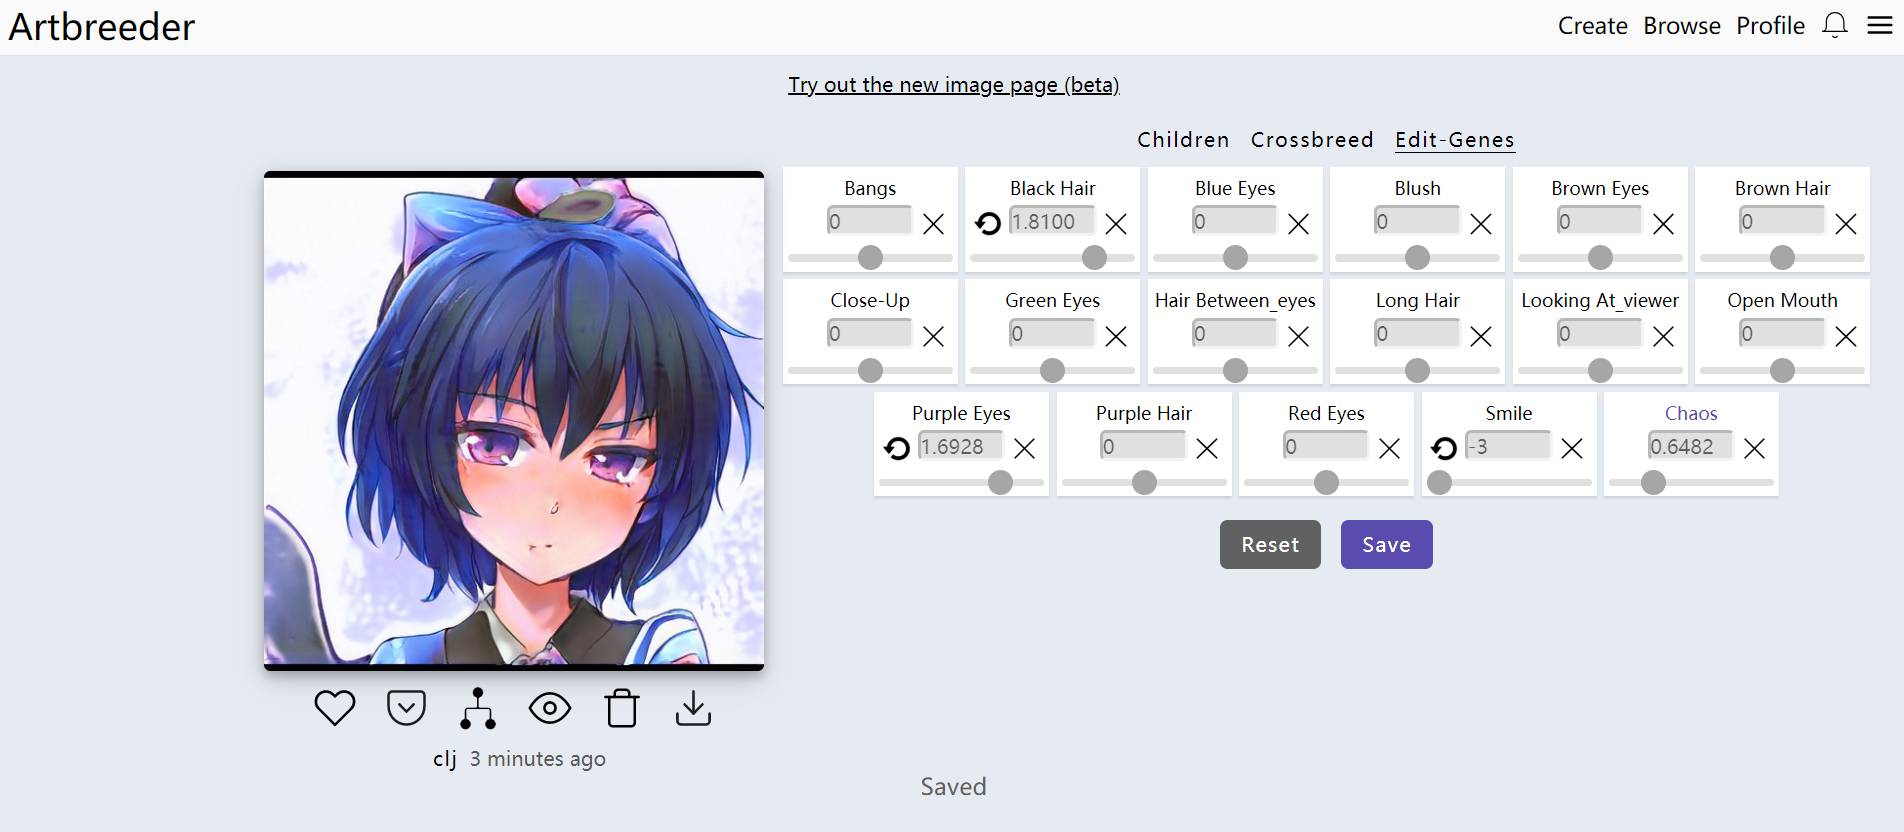 Artbreeder
Create Browse Profile
Try out the new image page (beta)
Children Crossbreed Edit-Genes
Bangs Black Hair Blue Eyes Blush Brown Eyes Brown Hair
0 1.8100 0 0 0 0
Close-Up Green Eyes Hair Between_eyes Long Hair Looking At_viewer Open Mouth
0 0 0 0 0 0
Purple Eyes Purple Hair Red Eyes Smile Chaos
1.6928 0 0 -3 0.6482
Reset Save
clj 3 minutes ago
Saved